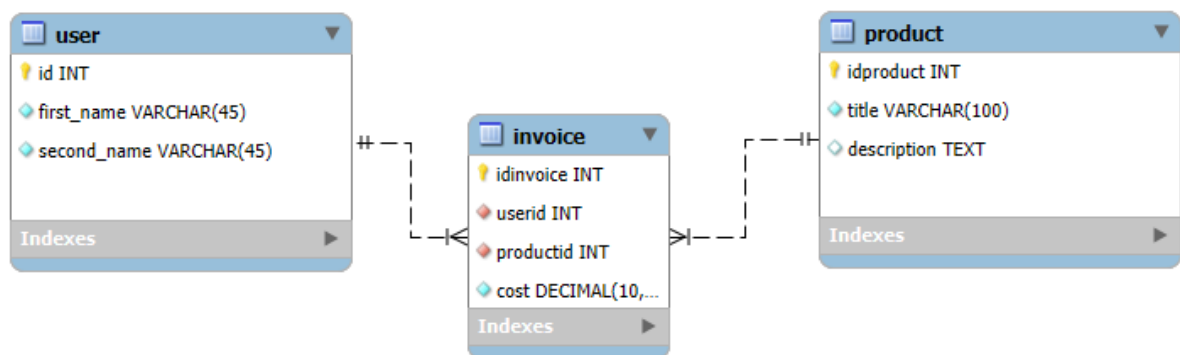 user
id INT
first_name VARCHAR(45)
second_name VARCHAR(45)
Indexes
invoice
idinvoice INT
userid INT
productid INT
cost DECIMAL(10,...
Indexes
product
idproduct INT
title VARCHAR(100)
description TEXT
Indexes